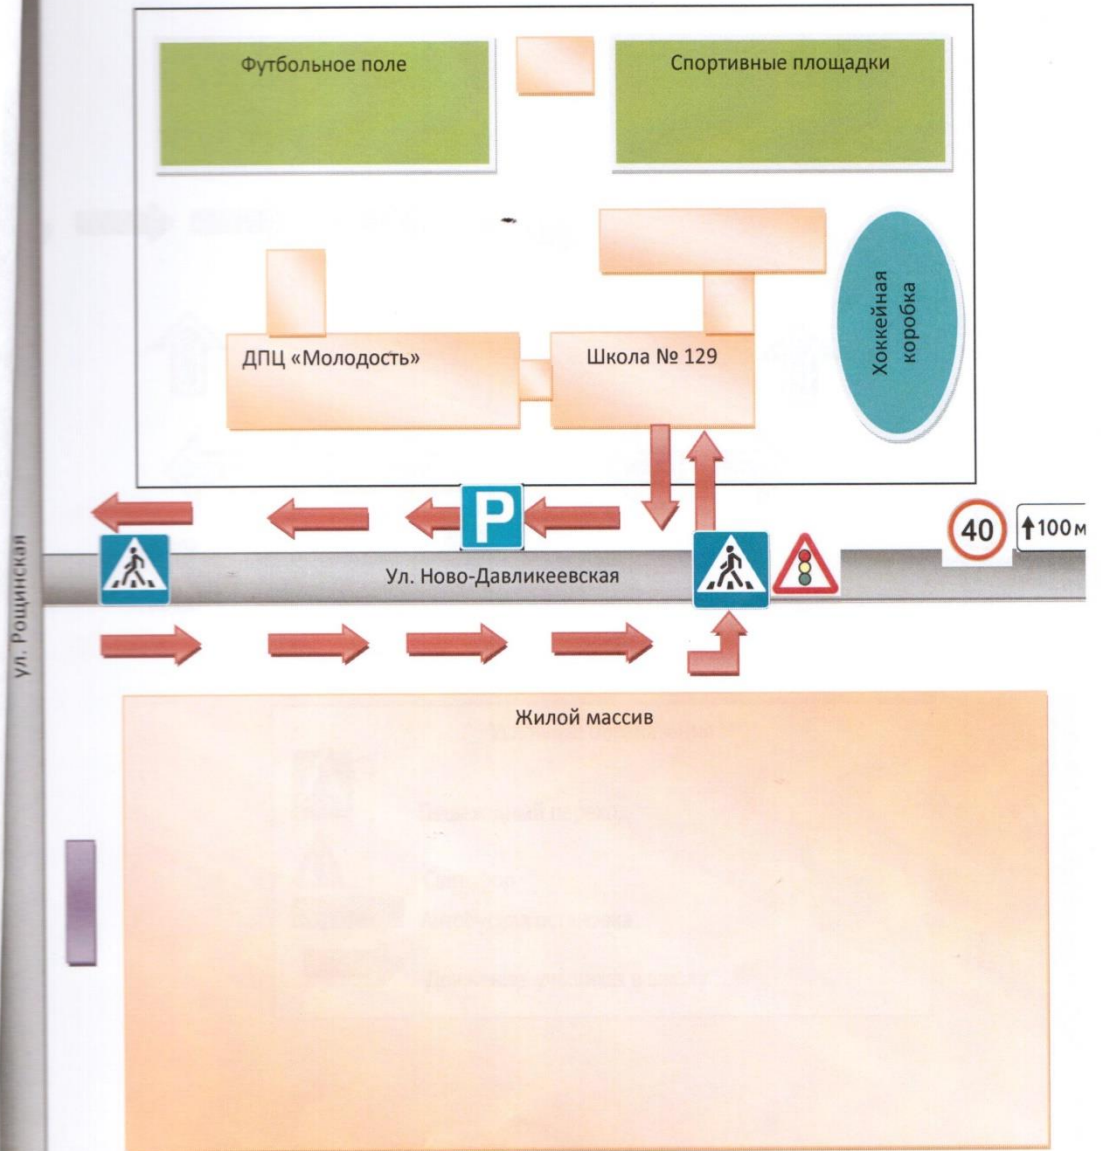 Футбольное поле
Спортивные площадки
Хоккейная
коробка
ДПЦ «Молодость»
Школа № 129
P
40
100 м
Ул. Ново-Давликеевская
ул. Рощинская
Жилой массив